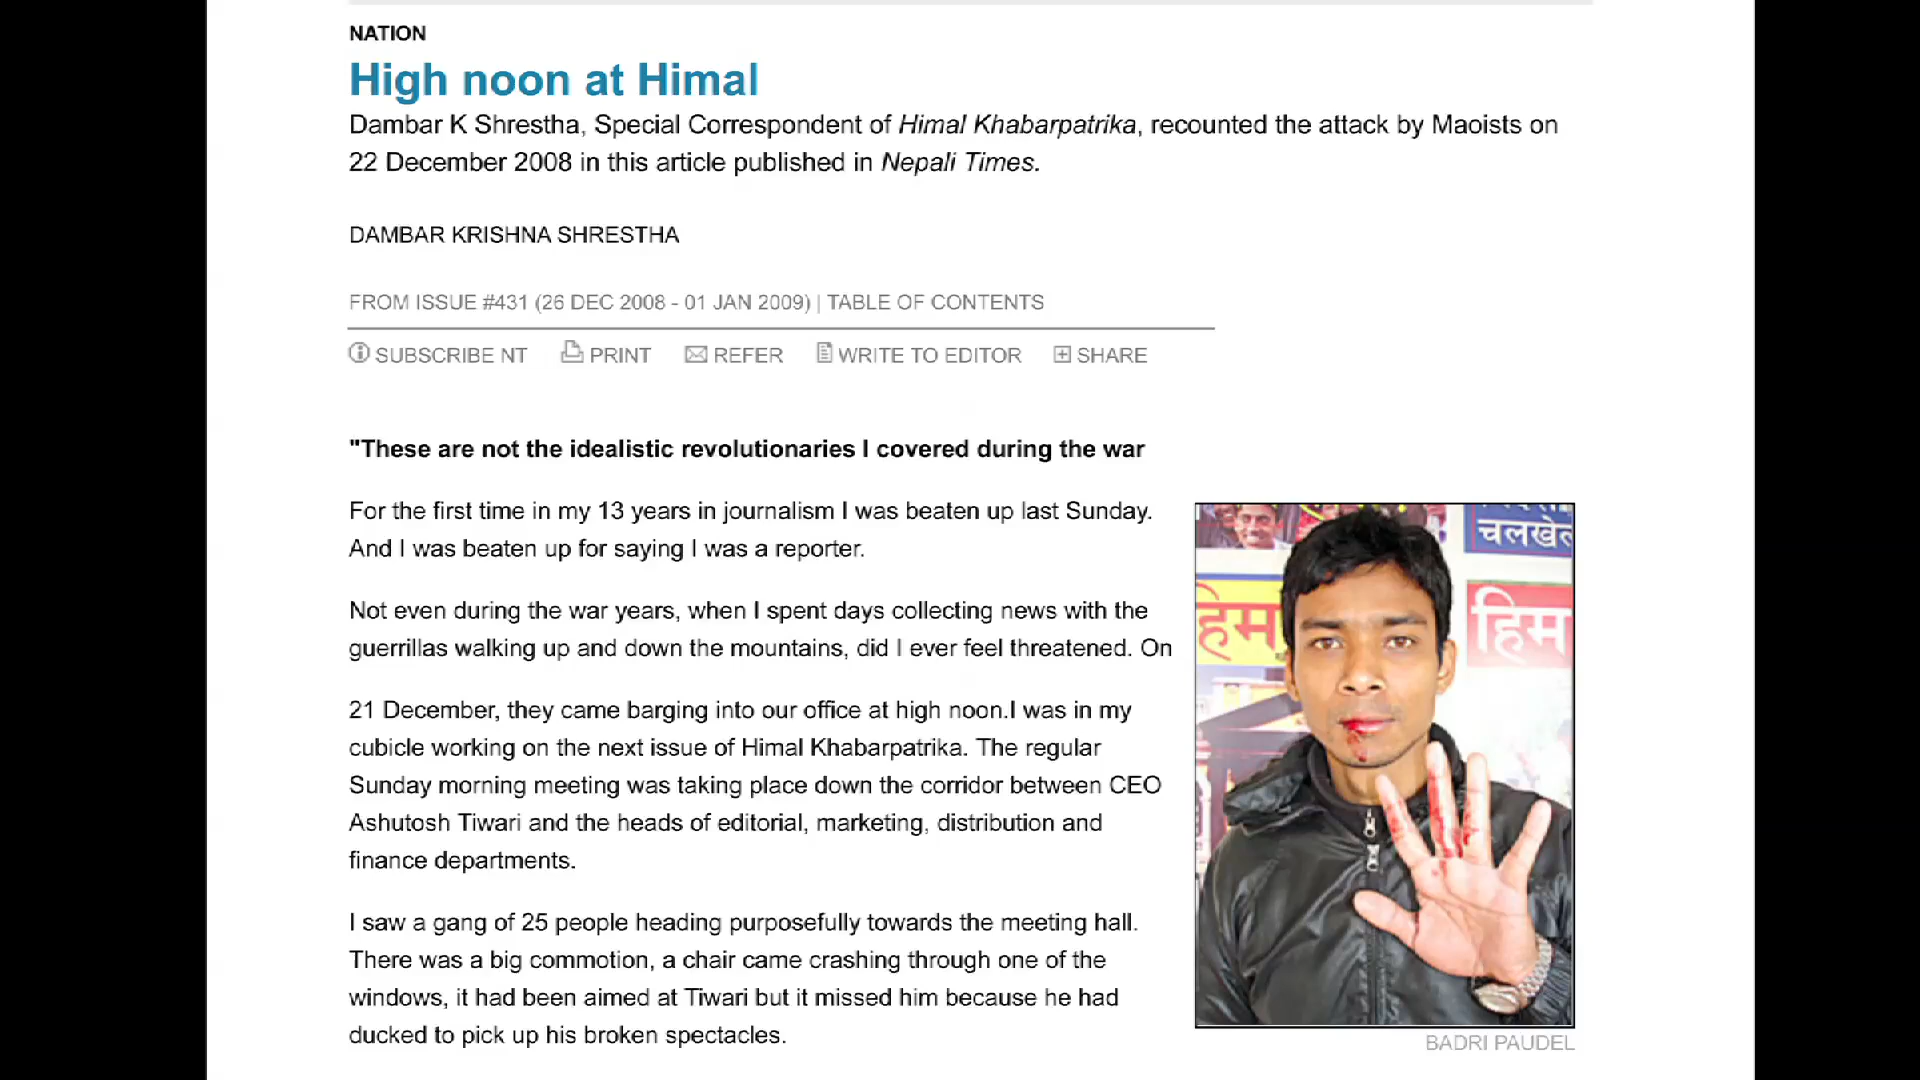 NATION
High noon at Himal
Dambar K Shrestha, Special Correspondent of Himal Khabarpatrika, recounted the attack by Maoists on
22 December 2008 in this article published in Nepali Times.
DAMBAR KRISHNA SHRESTHA
FROM ISSUE #431 (26 DEC 2008 - 01 JAN 2009) | TABLE OF CONTENTS
SUBSCRIBE NT PRINT REFER WRITE TO EDITOR SHARE
"These are not the idealistic revolutionaries I covered during the war
For the first time in my 13 years in journalism I was beaten up last Sunday.
And I was beaten up for saying I was a reporter.
Not even during the war years, when I spent days collecting news with the
guerrillas walking up and down the mountains, did I ever feel threatened. On
21 December, they came barging into our office at high noon.I was in my
cubicle working on the next issue of Himal Khabarpatrika. The regular
Sunday morning meeting was taking place down the corridor between CEO
Ashutosh Tiwari and the heads of editorial, marketing, distribution and
finance departments.
I saw a gang of 25 people heading purposefully towards the meeting hall.
There was a big commotion, a chair came crashing through one of the
windows, it had been aimed at Tiwari but it missed him because he had
ducked to pick up his broken spectacles.
चलखेल
हिम
हिम
BADRI PAUDEL